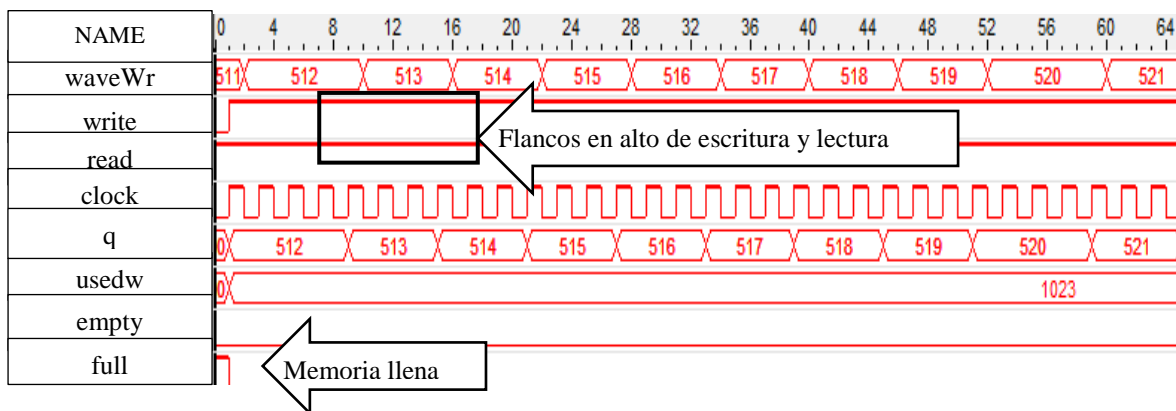 NAME 0 4 8 12 16 20 24 28 32 36 40 44 48 52 56 60 64
waveWr 511 512 513 514 515 516 517 518 519 520 521
write
Flancos en alto de escritura y lectura
read
clock
q 0 512 513 514 515 516 517 518 519 520 521
usedw 0 1023
empty
full
Memoria llena